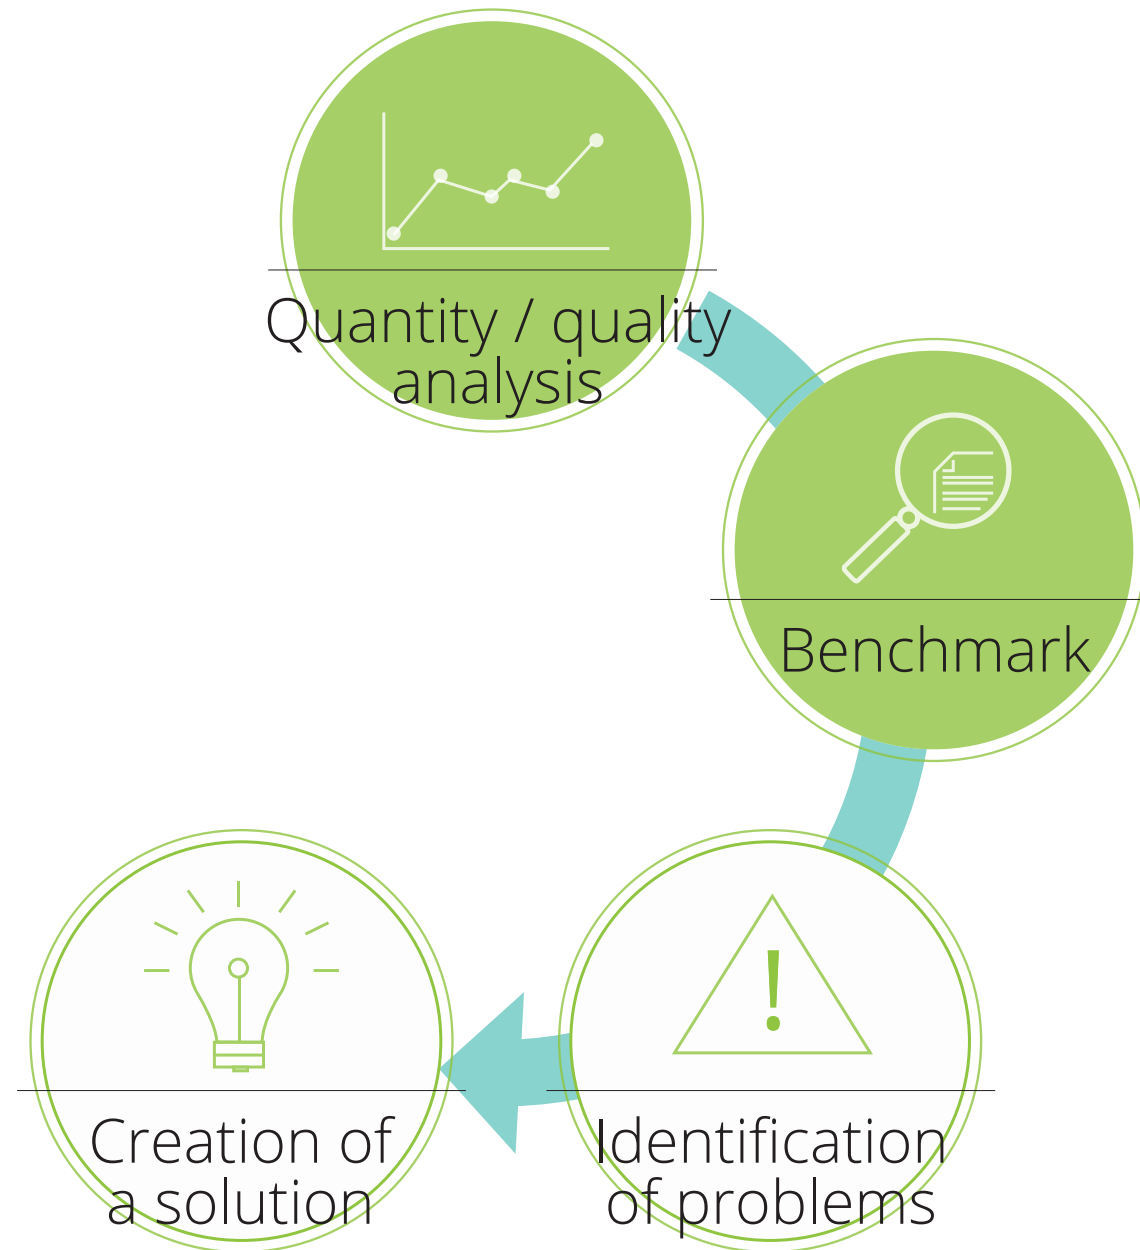 Quantity / quality
analysis
Benchmark
!
Identification
of problems
Creation of
a solution